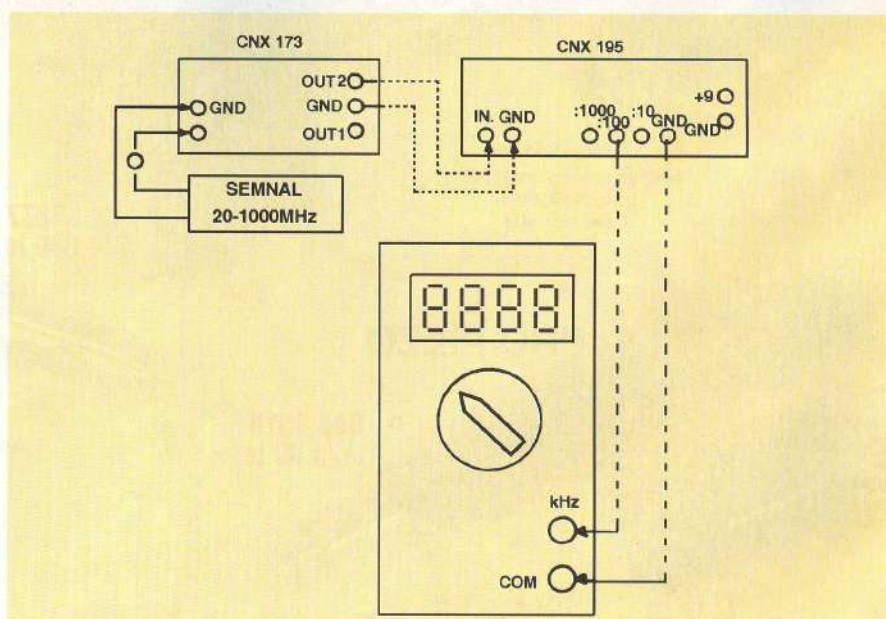 CNX 173
CNX 195
OUT2
GND
GND
OUT1
IN. GND
:1000
:100
:10
GND
+9
GND
SEMNAL
20-1000MHz
8888
kHz
COM